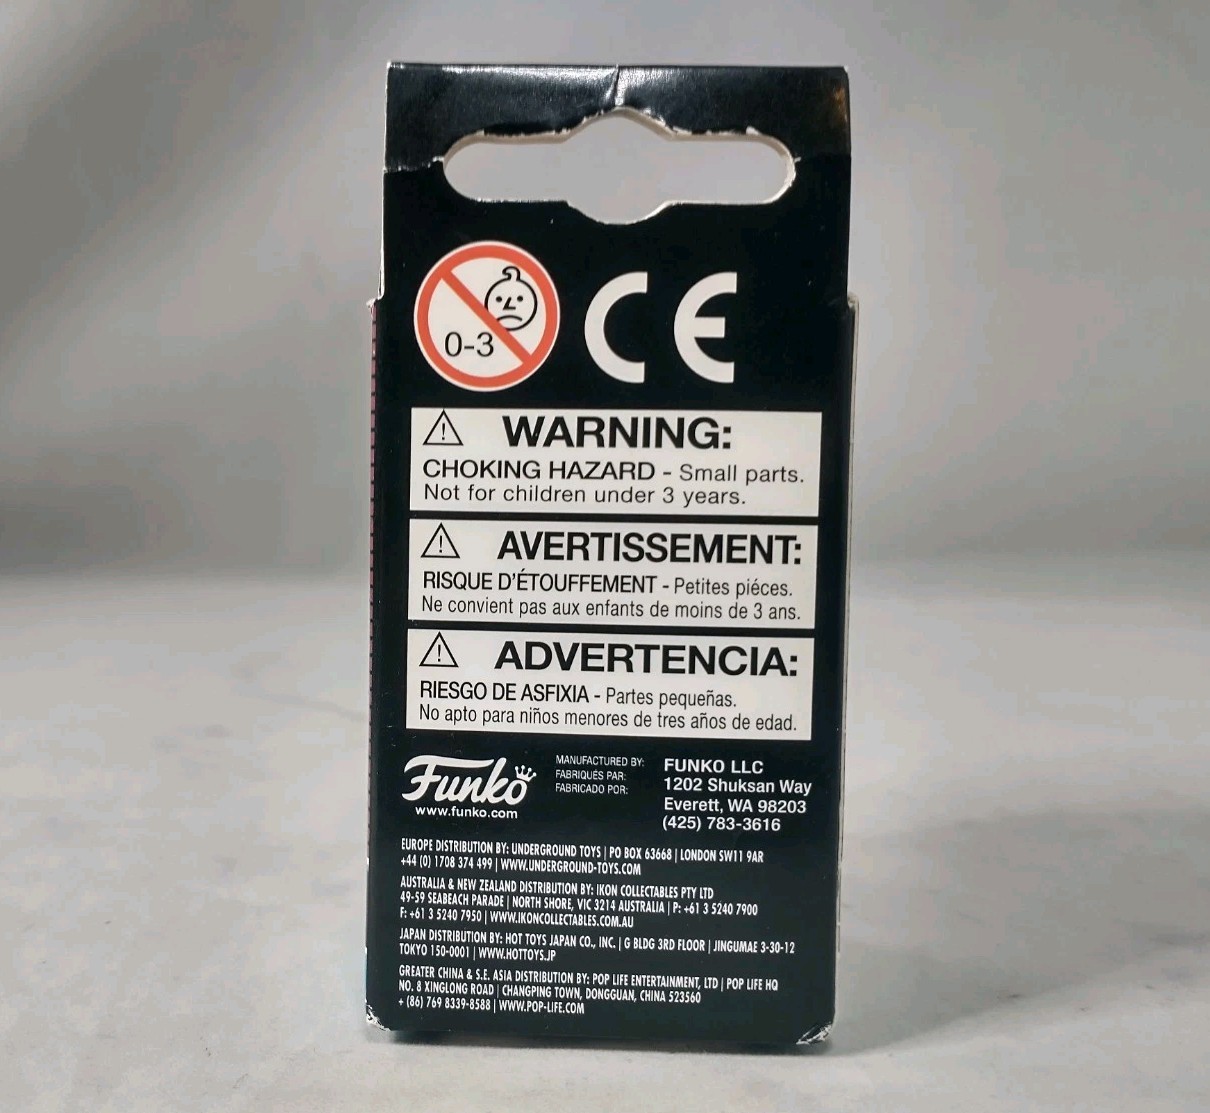 0-3
CE
WARNING:
CHOKING HAZARD - Small parts.
Not for children under 3 years.
AVERTISSEMENT:
RISQUE D'ÉTOUFFEMENT - Petites piéces.
Ne convient pas aux enfants de moins de 3 ans.
ADVERTENCIA:
RIESGO DE ASFIXIA - Partes pequeñas.
No apto para niños menores de tres años de edad.
Funko
www.funko.com
MANUFACTURED BY:
FABRIQUÉS PAR:
FABRICADO POR:
FUNKO LLC
1202 Shuksan Way
Everett, WA 98203
(425) 783-3616
EUROPE DISTRIBUTION BY: UNDERGROUND TOYS | PO BOX 63668 | LONDON SW11 9AR
+44 (0) 1708 374 499 | WWW.UNDERGROUND-TOYS.COM
AUSTRALIA & NEW ZEALAND DISTRIBUTION BY: IKON COLLECTABLES PTY LTD
49-59 SEABEACH PARADE | NORTH SHORE, VIC 3214 AUSTRALIA | P: +61 3 5240 7900
F: +61 3 5240 7950 | WWW.IKONCOLLECTABLES.COM.AU
JAPAN DISTRIBUTION BY: HOT TOYS JAPAN CO., INC. | G BLDG 3RD FLOOR | JINGUMAE 3-30-12
TOKYO 150-0001 | WWW.HOTTOYS.JP
GREATER CHINA & S.E. ASIA DISTRIBUTION BY: POP LIFE ENTERTAINMENT, LTD | POP LIFE HQ
NO. 8 XINGLONG ROAD | CHANGPING TOWN, DONGGUAN, CHINA 523560
+ (86) 769 8339-8588 | WWW.POP-LIFE.COM